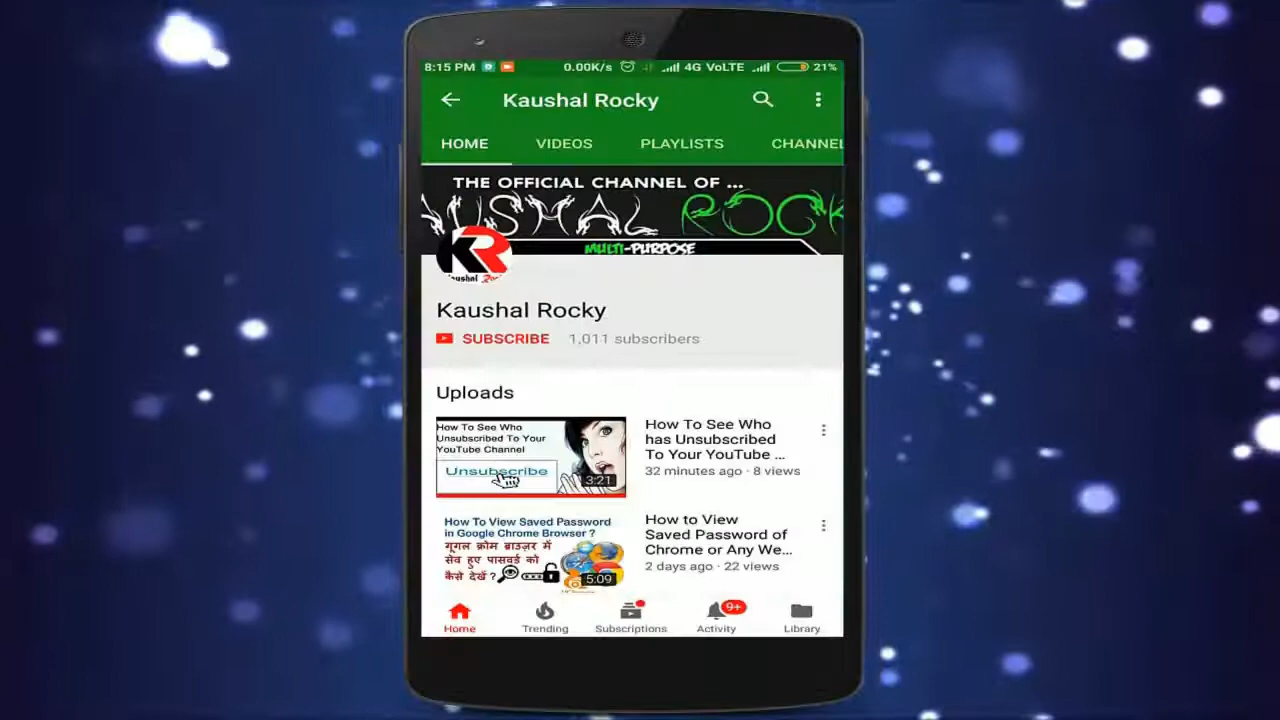 8:15 PM 0.00K/s 4G VoLTE 21%
Kaushal Rocky
HOME VIDEOS PLAYLISTS CHANNEL
THE OFFICIAL CHANNEL OF ...
AUSHAL ROCK
MULTI-PURPOSE
KR
Kaushal Rocky
SUBSCRIBE 1,011 subscribers
Uploads
How To See Who
Unsubscribed To Your
YouTube Channel
Unsubscribe
3:21
How To See Who
has Unsubscribed
To Your YouTube ...
32 minutes ago · 8 views
How To View Saved Password
in Google Chrome Browser ?
गूगल क्रोम ब्राउज़र में
सेव हुए पासवर्ड को
कैसे देखें ?
5:09
How to View
Saved Password of
Chrome or Any We...
2 days ago · 22 views
9+
Home Trending Subscriptions Activity Library